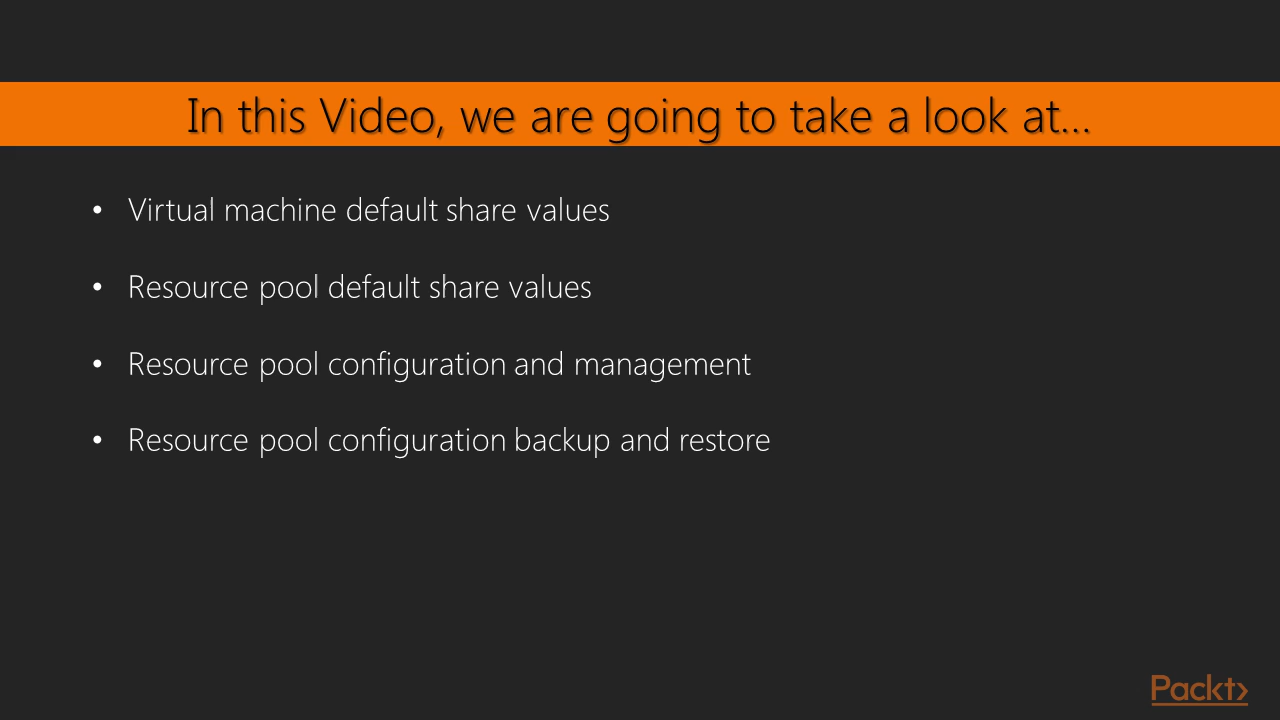 In this Video, we are going to take a look at...
• Virtual machine default share values
• Resource pool default share values
• Resource pool configuration and management
• Resource pool configuration backup and restore
Packt>